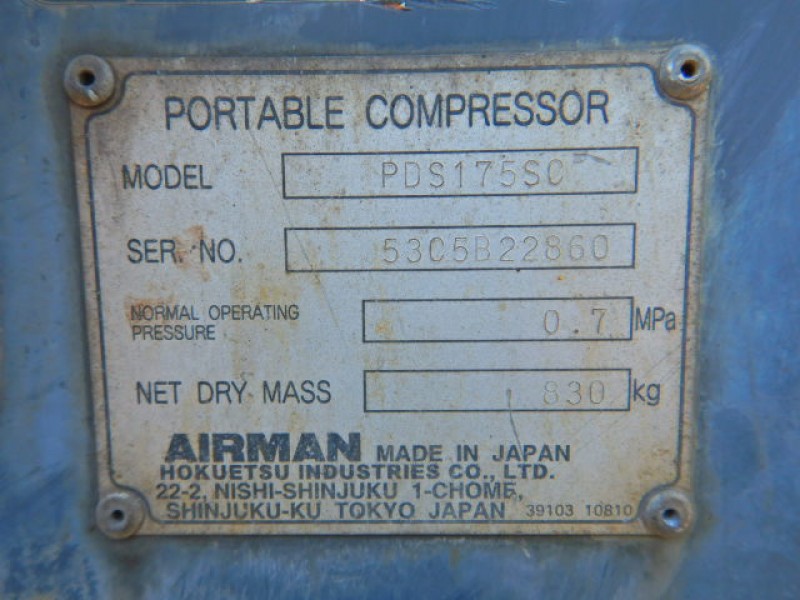 PORTABLE COMPRESSOR
MODEL PDS175SC
SER. NO. 53C5B22860
NORMAL OPERATING
PRESSURE 0.7 MPa
NET DRY MASS 830 kg
AIRMAN MADE IN JAPAN
HOKUETSU INDUSTRIES CO., LTD.
22-2, NISHI-SHINJUKU 1-CHOME,
SHINJUKU-KU TOKYO JAPAN 39103 10810